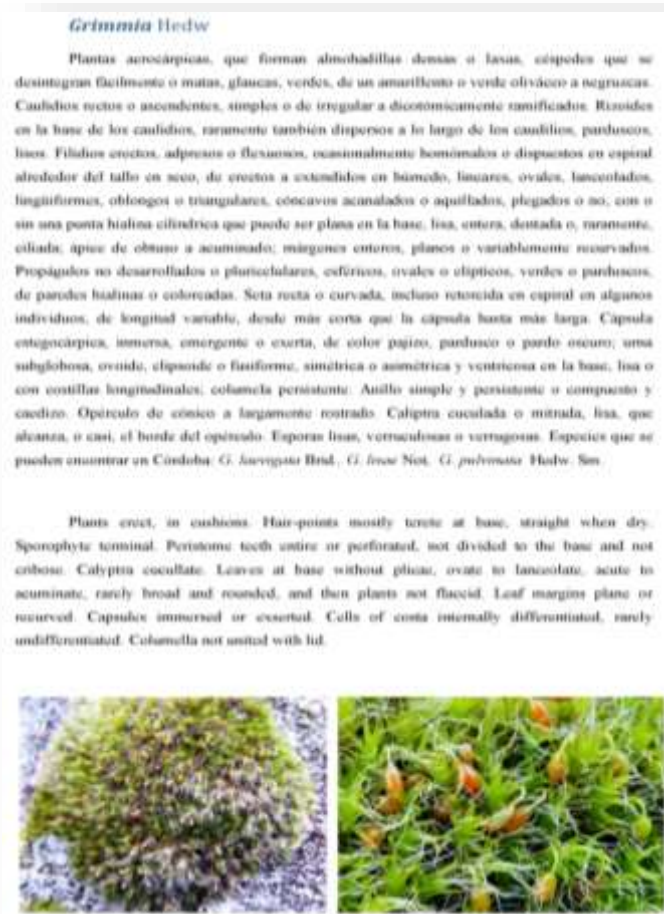 Grimmia Hedw
Plantas acrocárpicas, que forman almohadillas densas o laxas, céspedes que se
desintegran fácilmente o matas, glaucas, verdes, de un amarillento o verde oliváceo a negruzcas.
Caulidios rectos o ascendentes, simples o de irregular a dicotómicamente ramificados. Rizoides
en la base de los caulidios, raramente también dispersos a lo largo de los caudilios, parduscos,
lisos. Filidios erectos, adpresos o flexuosos, ocasionalmente homómalos o dispuestos en espiral
alrededor del tallo en seco, de erectos a extendidos en húmedo, lineares, ovales, lanceolados,
linguiformes, oblongos o triangulares, cóncavos acanalados o aquillados, plegados o no; con o
sin una punta hialina cilíndrica que puede ser plana en la base, lisa, entera, dentada o, raramente,
ciliada; ápice de obtuso a acuminado; márgenes enteros, planos o variablemente recurvados.
Propágulos no desarrollados o pluricelulares, esféricos, ovales o elípticos, verdes o parduscos,
de paredes hialinas o coloreadas. Seta recta o curvada, incluso retorcida en espiral en algunos
individuos, de longitud variable, desde más corta que la cápsula hasta más larga. Cápsula
estegocárpica, inmersa, emergente o exerta, de color pajizo, pardusco o pardo oscuro; urna
subglobosa, ovoide, elipsoide o fusiforme, simétrica o asimétrica y ventricosa en la base, lisa o
con costillas longitudinales; columela persistente. Anillo simple y persistente o compuesto y
caedizo. Opérculo de cónico a largamente rostrado. Caliptra cuculada o mitrada, lisa, que
alcanza, o casi, el borde del opérculo. Esporas lisas, verruculosas o verrugosas. Especies que se
pueden encontrar en Córdoba: G. laevigata Brid., G. Not. G. pulvinata Hedw. Sm.
Plants erect, in cushions. Hair-points mostly terete at base, straight when dry.
Sporophyte terminal. Peristome teeth entire or perforated, not divided to the base and not
cribose. Calyptra cucullate. Leaves at base without plicae, ovate to lanceolate, acute to
acuminate, rarely broad and rounded, and then plants not flaccid. Leaf margins plane or
recurved. Capsules immersed or exserted. Cells of costa internally differentiated, rarely
undifferentiated. Columella not united with lid.